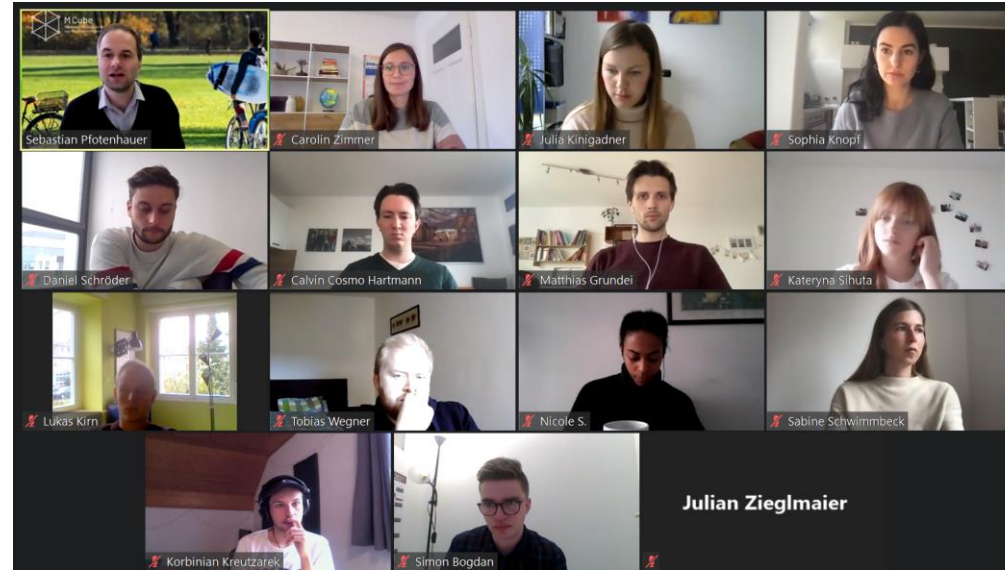 M Cube
Sebastian Pfotenhauer
Carolin Zimmer
Julia Kinigadner
Sophia Knopf
Daniel Schröder
Calvin Cosmo Hartmann
Matthias Grundei
Kateryna Sihuta
Lukas Kirn
Tobias Wegner
Nicole S.
Sabine Schwimmbeck
Korbinian Kreutzarek
Simon Bogdan
Julian Zieglmaier